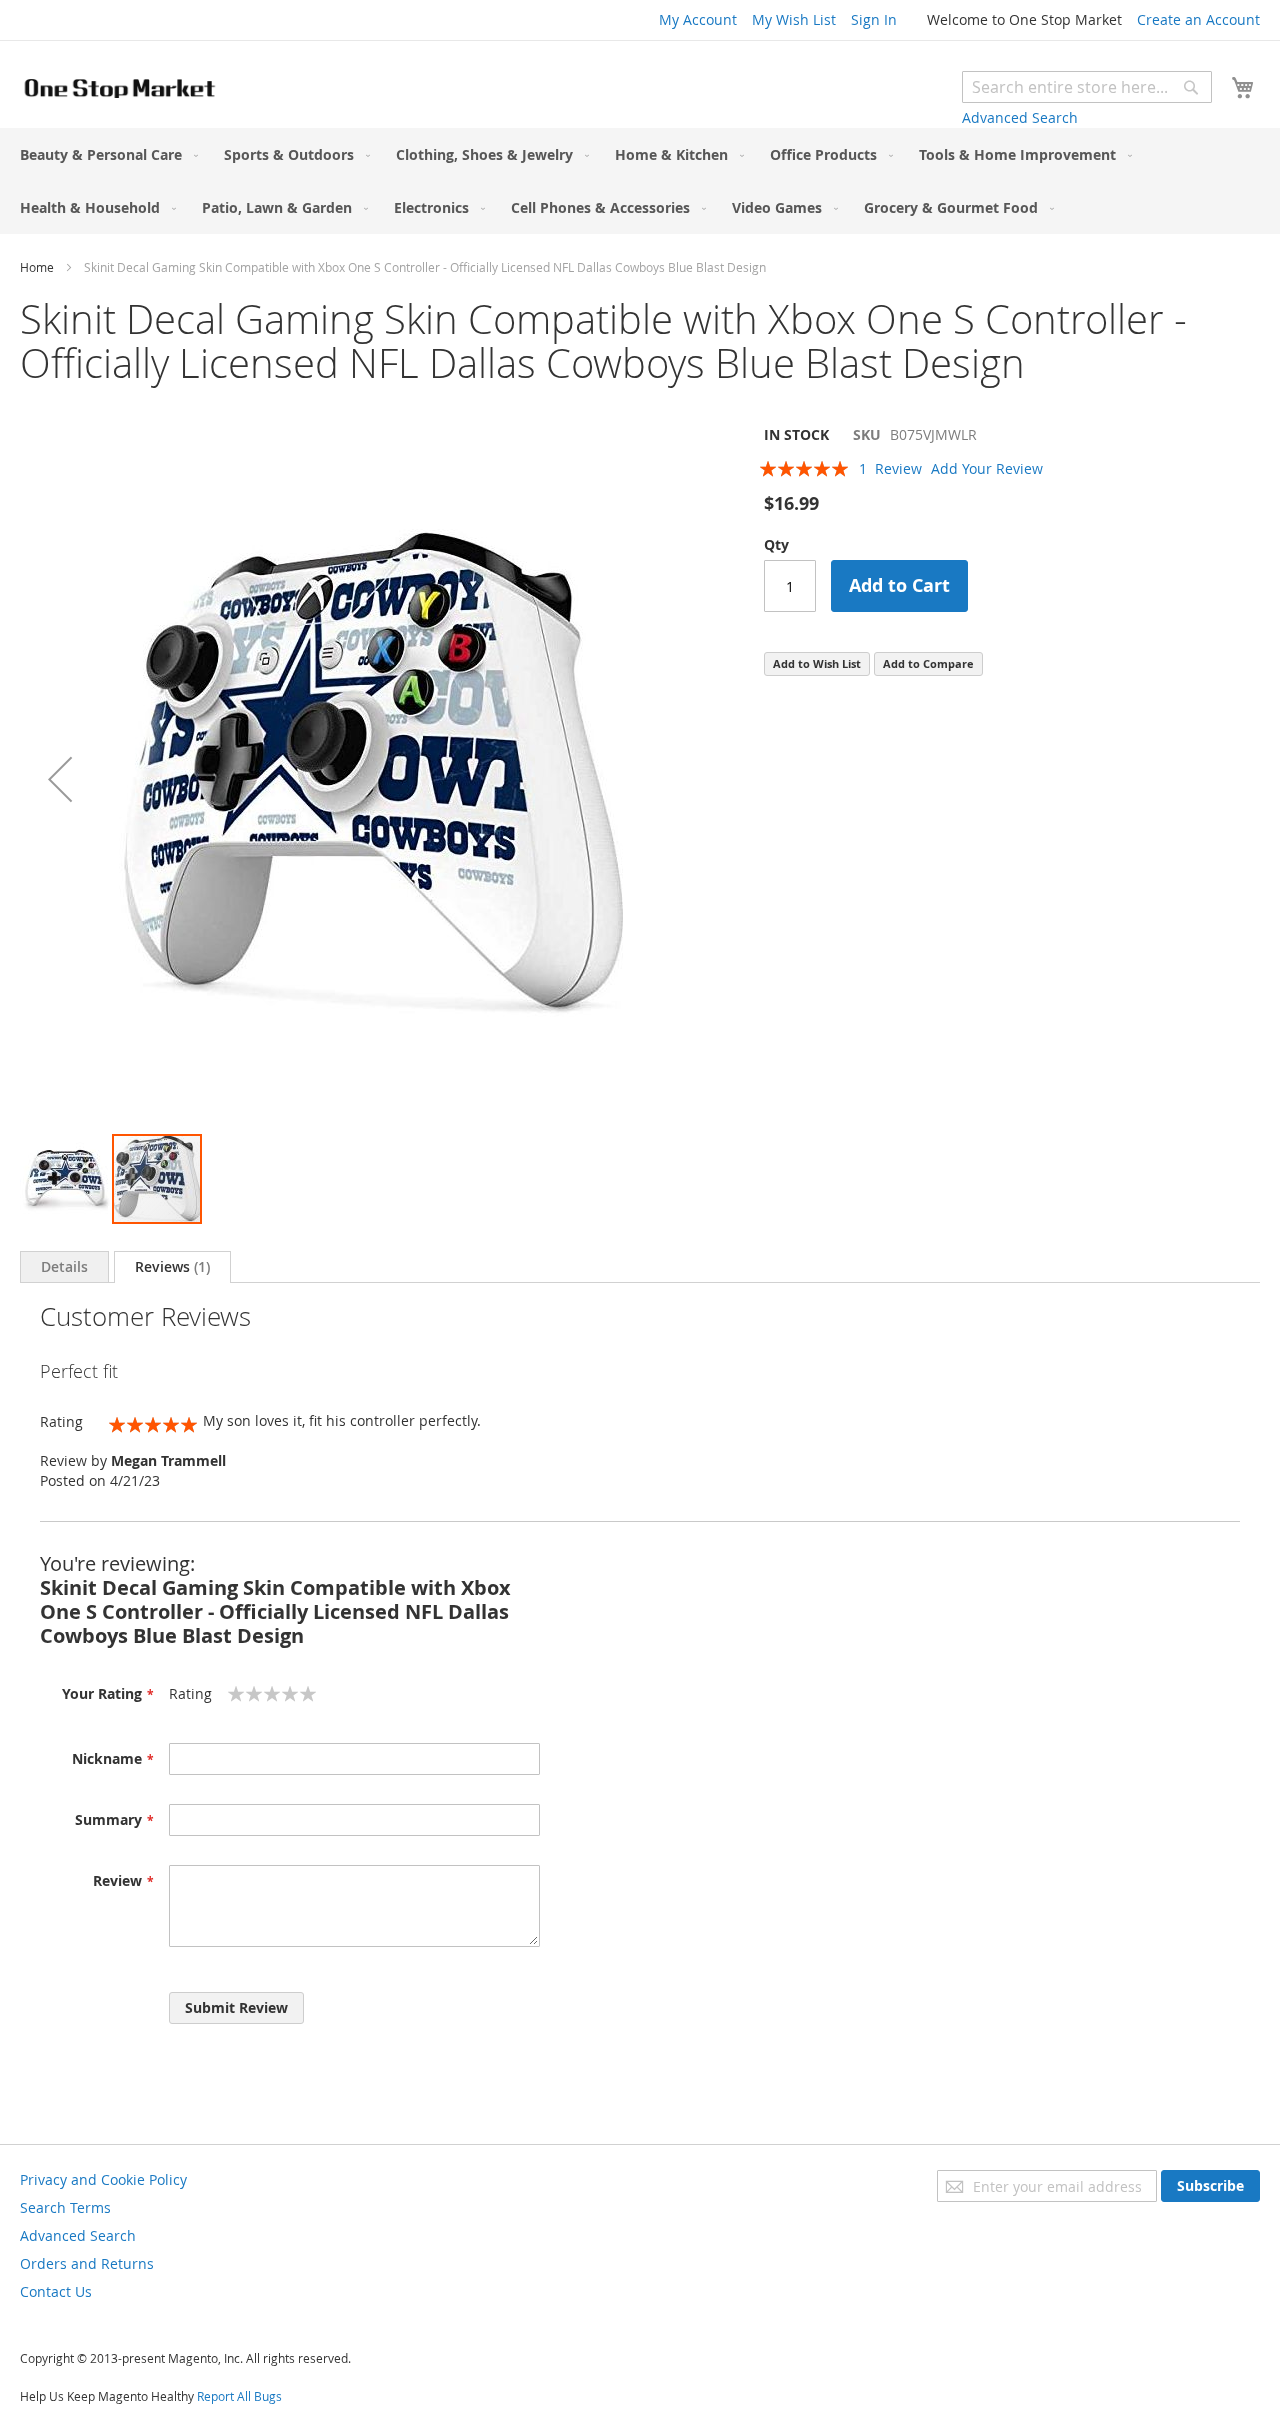 My Account My Wish List Sign In Welcome to One Stop Market Create an Account
One Stop Market
Search entire store here...
Advanced Search
Beauty & Personal Care Sports & Outdoors Clothing, Shoes & Jewelry Home & Kitchen Office Products Tools & Home Improvement
Health & Household Patio, Lawn & Garden Electronics Cell Phones & Accessories Video Games Grocery & Gourmet Food
Home Skinit Decal Gaming Skin Compatible with Xbox One S Controller - Officially Licensed NFL Dallas Cowboys Blue Blast Design
Skinit Decal Gaming Skin Compatible with Xbox One S Controller -
Officially Licensed NFL Dallas Cowboys Blue Blast Design
IN STOCK SKU B075VJMWLR
1 Review Add Your Review
$16.99
Qty
1
Add to Cart
Add to Wish List Add to Compare
COWBOYS
COWBOYS
COWBOYS
Y
X B
A
COWBOYS
COWBOYS
COWBOYS
COWBOYS
COWBOYS
COWBOYS
Details Reviews (1)
Customer Reviews
Perfect fit
Rating My son loves it, fit his controller perfectly.
Review by Megan Trammell
Posted on 4/21/23
You're reviewing:
Skinit Decal Gaming Skin Compatible with Xbox
One S Controller - Officially Licensed NFL Dallas
Cowboys Blue Blast Design
Your Rating * Rating
Nickname *
Summary *
Review *
Submit Review
Privacy and Cookie Policy
Search Terms
Advanced Search
Orders and Returns
Contact Us
Enter your email address Subscribe
Copyright © 2013-present Magento, Inc. All rights reserved.
Help Us Keep Magento Healthy Report All Bugs